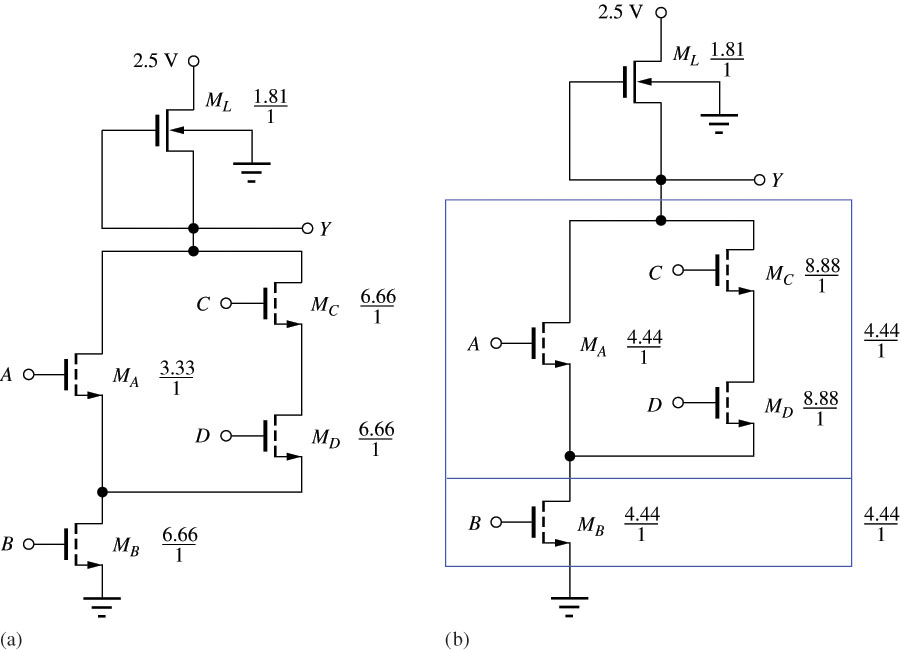 2.5 V
M_L 1.81/1
Y
C M_C 6.66/1
A M_A 3.33/1
D M_D 6.66/1
B M_B 6.66/1
(a)
2.5 V
M_L 1.81/1
Y
C M_C 8.88/1
A M_A 4.44/1
4.44/1
D M_D 8.88/1
B M_B 4.44/1
4.44/1
(b)